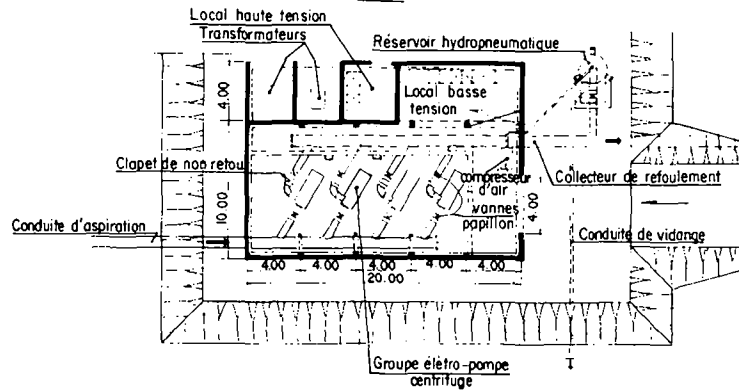 Local haute tension
Transformateurs
Réservoir hydropneumatique
4.00
Local basse
tension
Clapet de non retou
compresseur
d'air
Collecteur de refoulement
vannes
papillon
4.00
10.00
Conduite d'aspiration
Conduite de vidange
4.00 4.00 4.00 4.00 4.00
20.00
Groupe életro-pompe
centrifuge